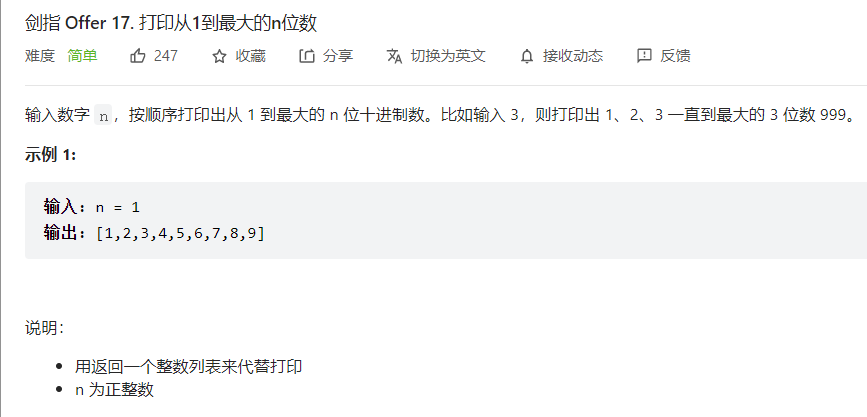 剑指 Offer 17. 打印从1到最大的n位数
难度 简单 247 收藏 分享 切换为英文 接收动态 反馈
输入数字 n，按顺序打印出从 1 到最大的 n 位十进制数。比如输入 3，则打印出 1、2、3 一直到最大的 3 位数 999。
示例 1:
输入：n = 1
输出：[1,2,3,4,5,6,7,8,9]
说明：
用返回一个整数列表来代替打印
n 为正整数